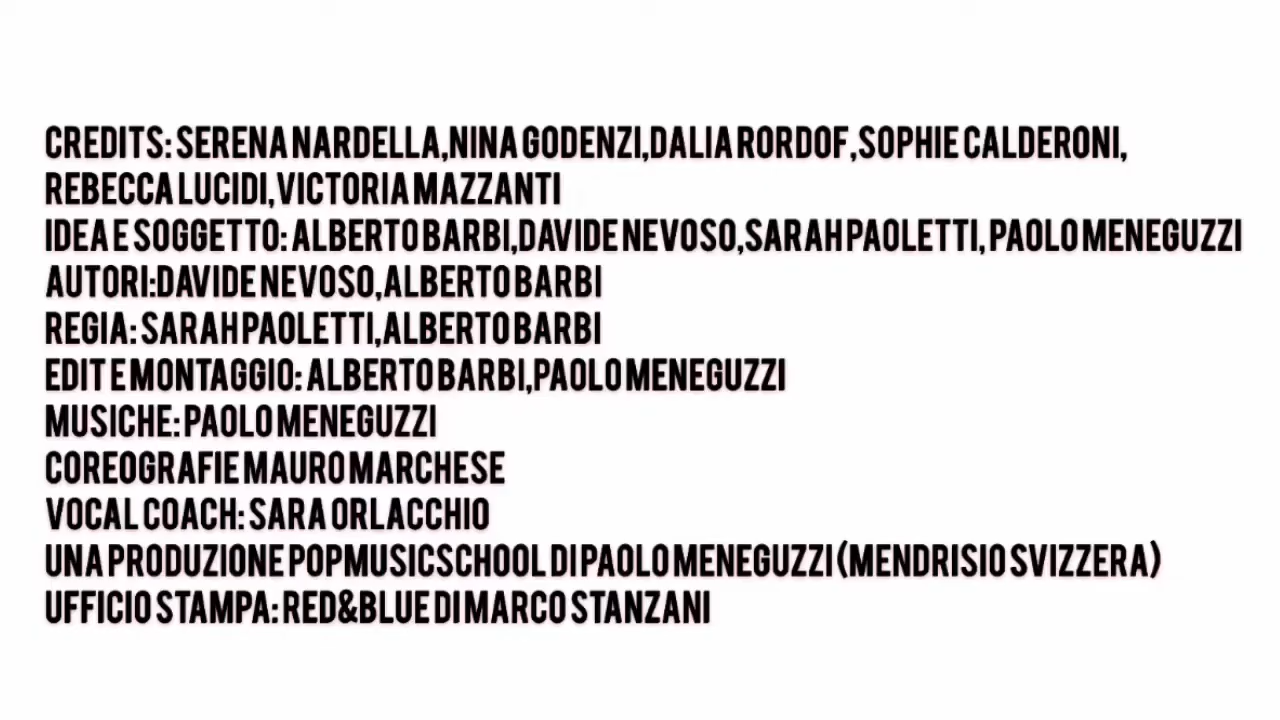 CREDITS: SERENA NARDELLA,NINA GODENZI,DALIA RORDOF,SOPHIE CALDERONI,
REBECCA LUCIDI,VICTORIA MAZZANTI
IDEA E SOGGETTO: ALBERTO BARBI,DAVIDE NEVOSO,SARAH PAOLETTI, PAOLO MENEGUZZI
AUTORI:DAVIDE NEVOSO,ALBERTO BARBI
REGIA: SARAH PAOLETTI,ALBERTO BARBI
EDIT E MONTAGGIO: ALBERTO BARBI,PAOLO MENEGUZZI
MUSICHE: PAOLO MENEGUZZI
COREOGRAFIE MAURO MARCHESE
VOCAL COACH: SARA ORLACCHIO
UNA PRODUZIONE POPMUSICSCHOOL DI PAOLO MENEGUZZI (MENDRISIO SVIZZERA)
UFFICIO STAMPA: RED&BLUE DI MARCO STANZANI